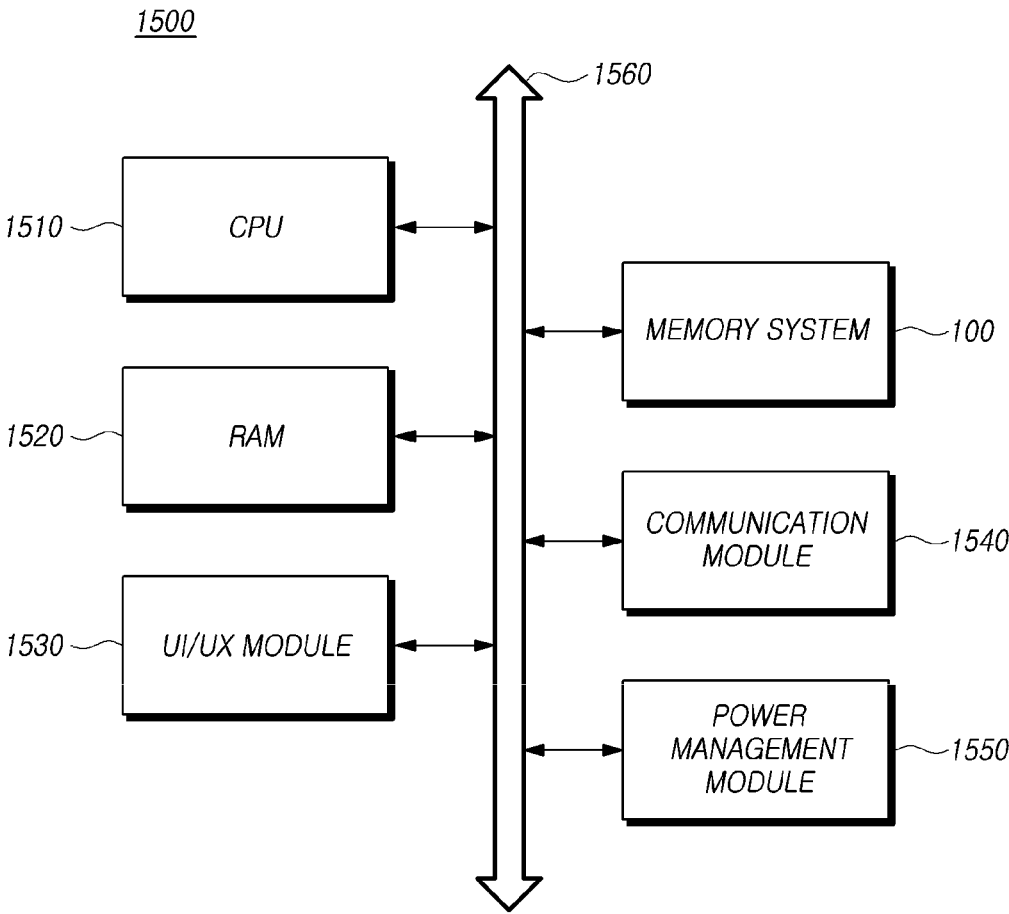 1500
1560
1510
CPU
MEMORY SYSTEM
100
1520
RAM
COMMUNICATION
MODULE
1540
1530
UI/UX MODULE
POWER
MANAGEMENT
MODULE
1550